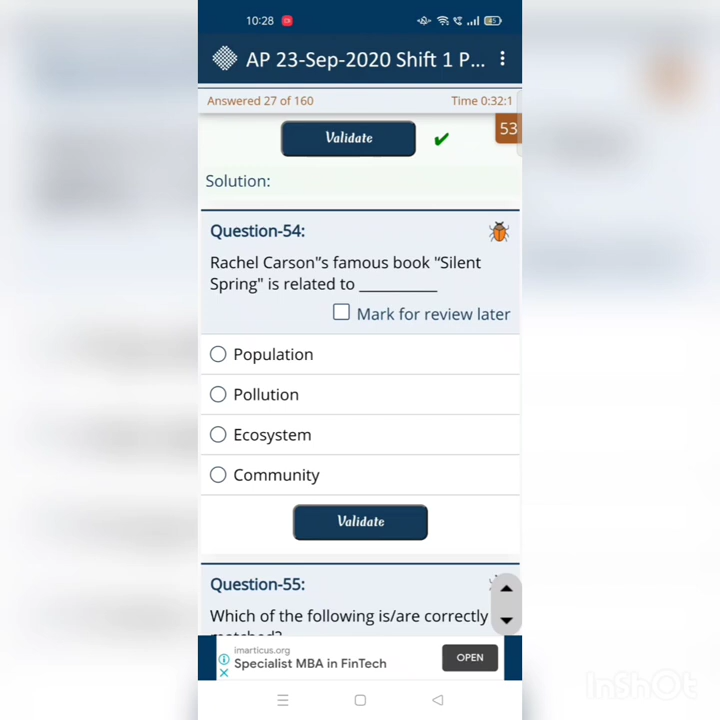 10:28
AP 23-Sep-2020 Shift 1 P...
Answered 27 of 160 Time 0:32:1
Validate
53
Solution:
Question-54:
Rachel Carson"s famous book "Silent
Spring" is related to __________
Mark for review later
Population
Pollution
Ecosystem
Community
Validate
Question-55:
Which of the following is/are correctly
matched?
imarticus.org
Specialist MBA in FinTech
OPEN
InShOt